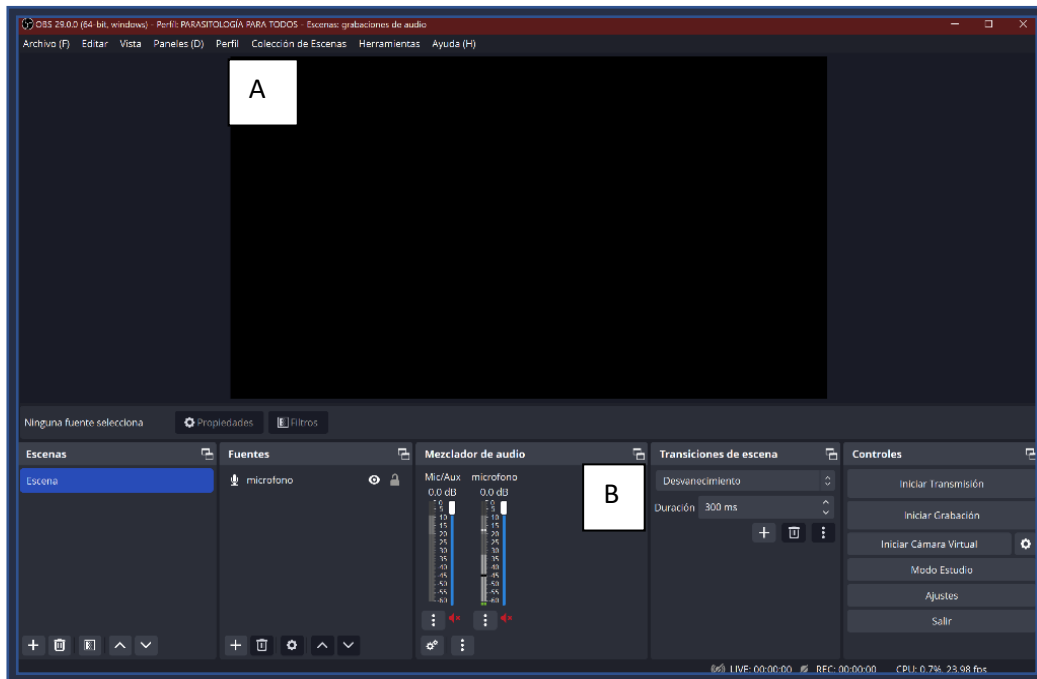 OBS 29.0.0 (64-bit, windows) - Perfil: PARASITOLOGÍA PARA TODOS - Escenas: grabaciones de audio
Archivo (F) Editar Vista Paneles (D) Perfil Colección de Escenas Herramientas Ayuda (H)
A
Ninguna fuente selecciona Propiedades Filtros
Escenas Fuentes Mezclador de audio Transiciones de escena Controles
Escena microfono Mic/Aux microfono Desvanecimiento Iniciar Transmisión
0.0 dB 0.0 dB B Duración 300 ms
Iniciar Grabación
Iniciar Cámara Virtual
Modo Estudio
Ajustes
Salir
LIVE: 00:00:00 REC: 00:00:00 CPU: 0.7%, 23.98 fps